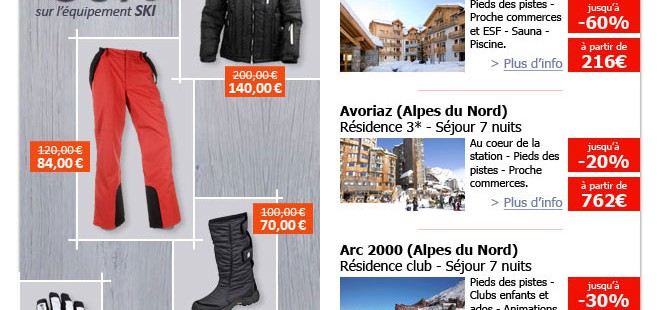 sur l'équipement SKI
200,00 €
140,00 €
120,00 €
84,00 €
100,00 €
70,00 €
Pieds des pistes -
Proche commerces
et ESF - Sauna -
Piscine.
> Plus d'info
jusqu'à
-60%
à partir de
216€
Avoriaz (Alpes du Nord)
Résidence 3* - Séjour 7 nuits
Au coeur de la
station - Pieds des
pistes - Proche
commerces.
> Plus d'info
jusqu'à
-20%
à partir de
762€
Arc 2000 (Alpes du Nord)
Résidence club - Séjour 7 nuits
Pieds des pistes -
Clubs enfants et
ados - Animations
jusqu'à
-30%